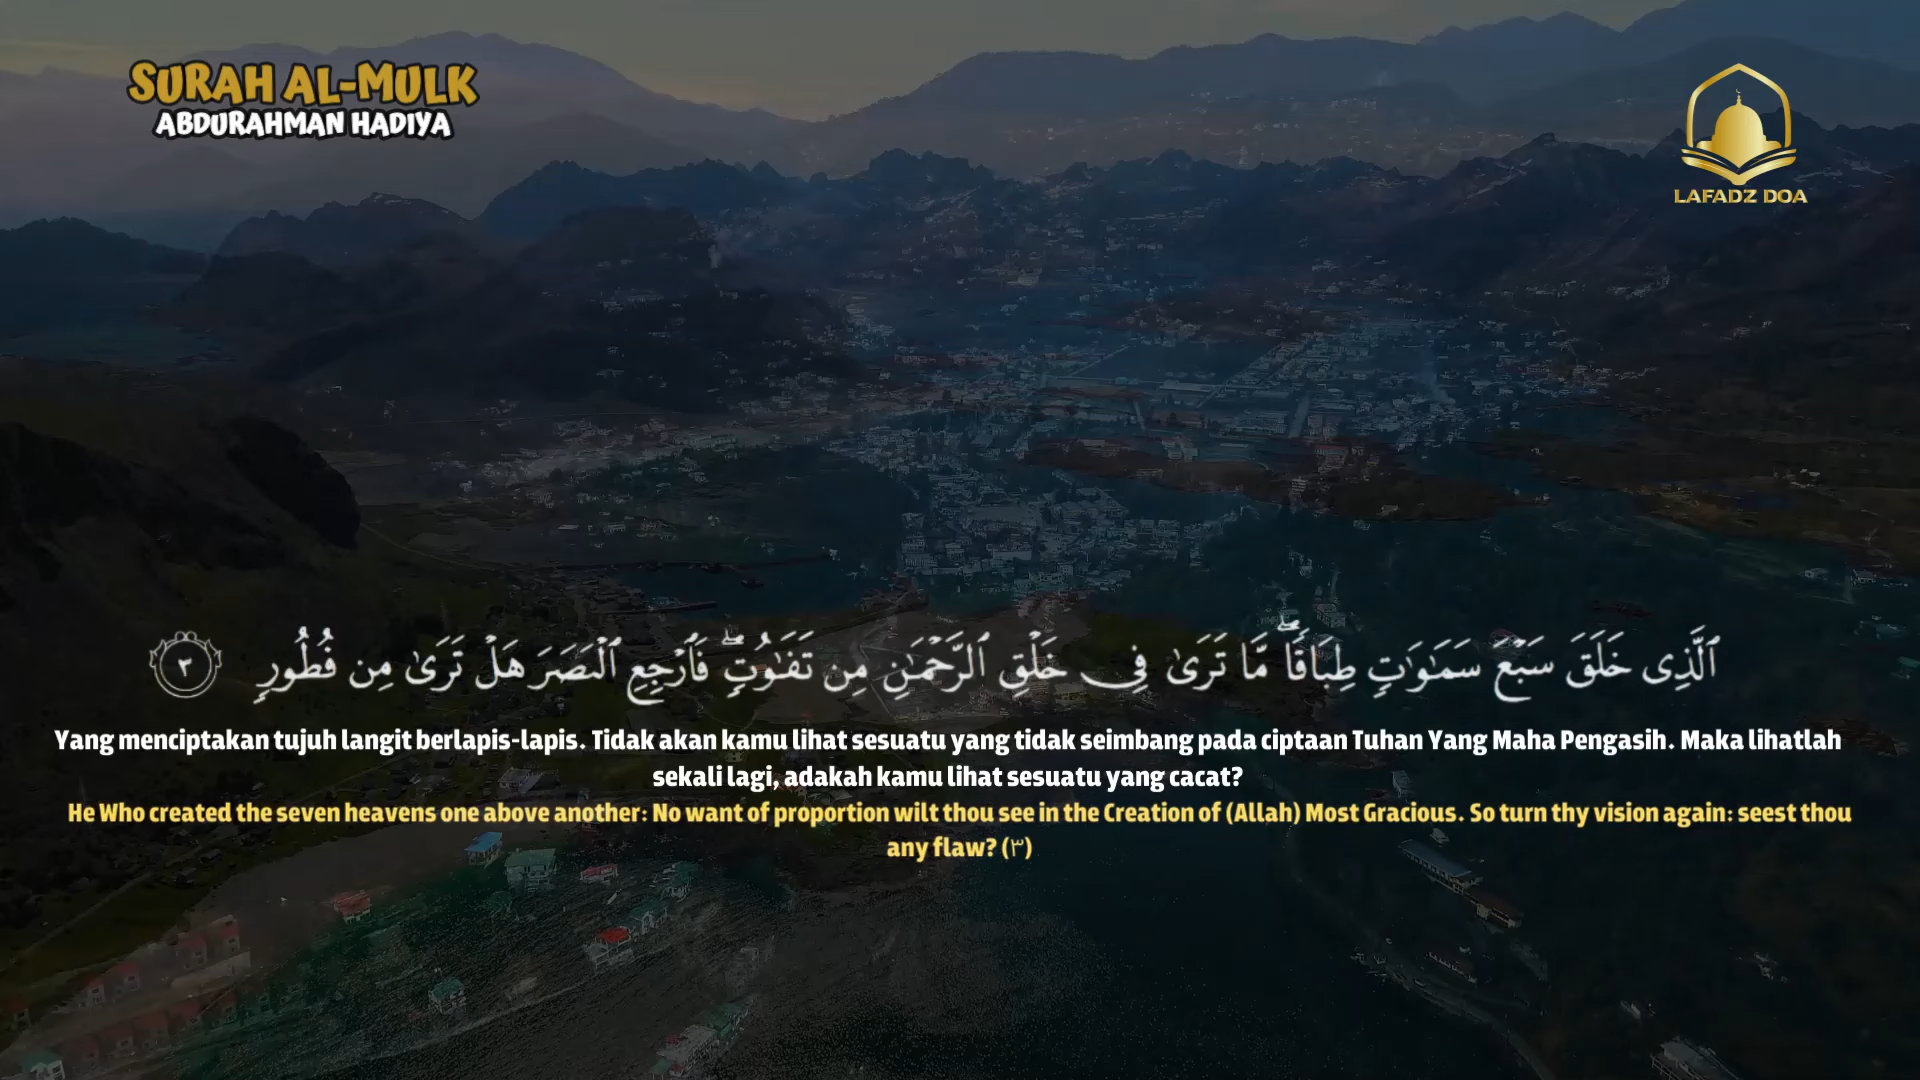 SURAH AL-MULK
ABDURAHMAN HADIYA
LAFADZ DOA
ٱلَّذِى خَلَقَ سَبْعَ سَمَٰوَٰتٍ طِبَاقًا ۖ مَّا تَرَىٰ فِى خَلْقِ ٱلرَّحْمَٰنِ مِن تَفَٰوُتٍ ۖ فَٱرْجِعِ ٱلْبَصَرَ هَلْ تَرَىٰ مِن فُطُورٍ ٣
Yang menciptakan tujuh langit berlapis-lapis. Tidak akan kamu lihat sesuatu yang tidak seimbang pada ciptaan Tuhan Yang Maha Pengasih. Maka lihatlah
sekali lagi, adakah kamu lihat sesuatu yang cacat?
He Who created the seven heavens one above another: No want of proportion wilt thou see in the Creation of (Allah) Most Gracious. So turn thy vision again: seest thou
any flaw? (٣)